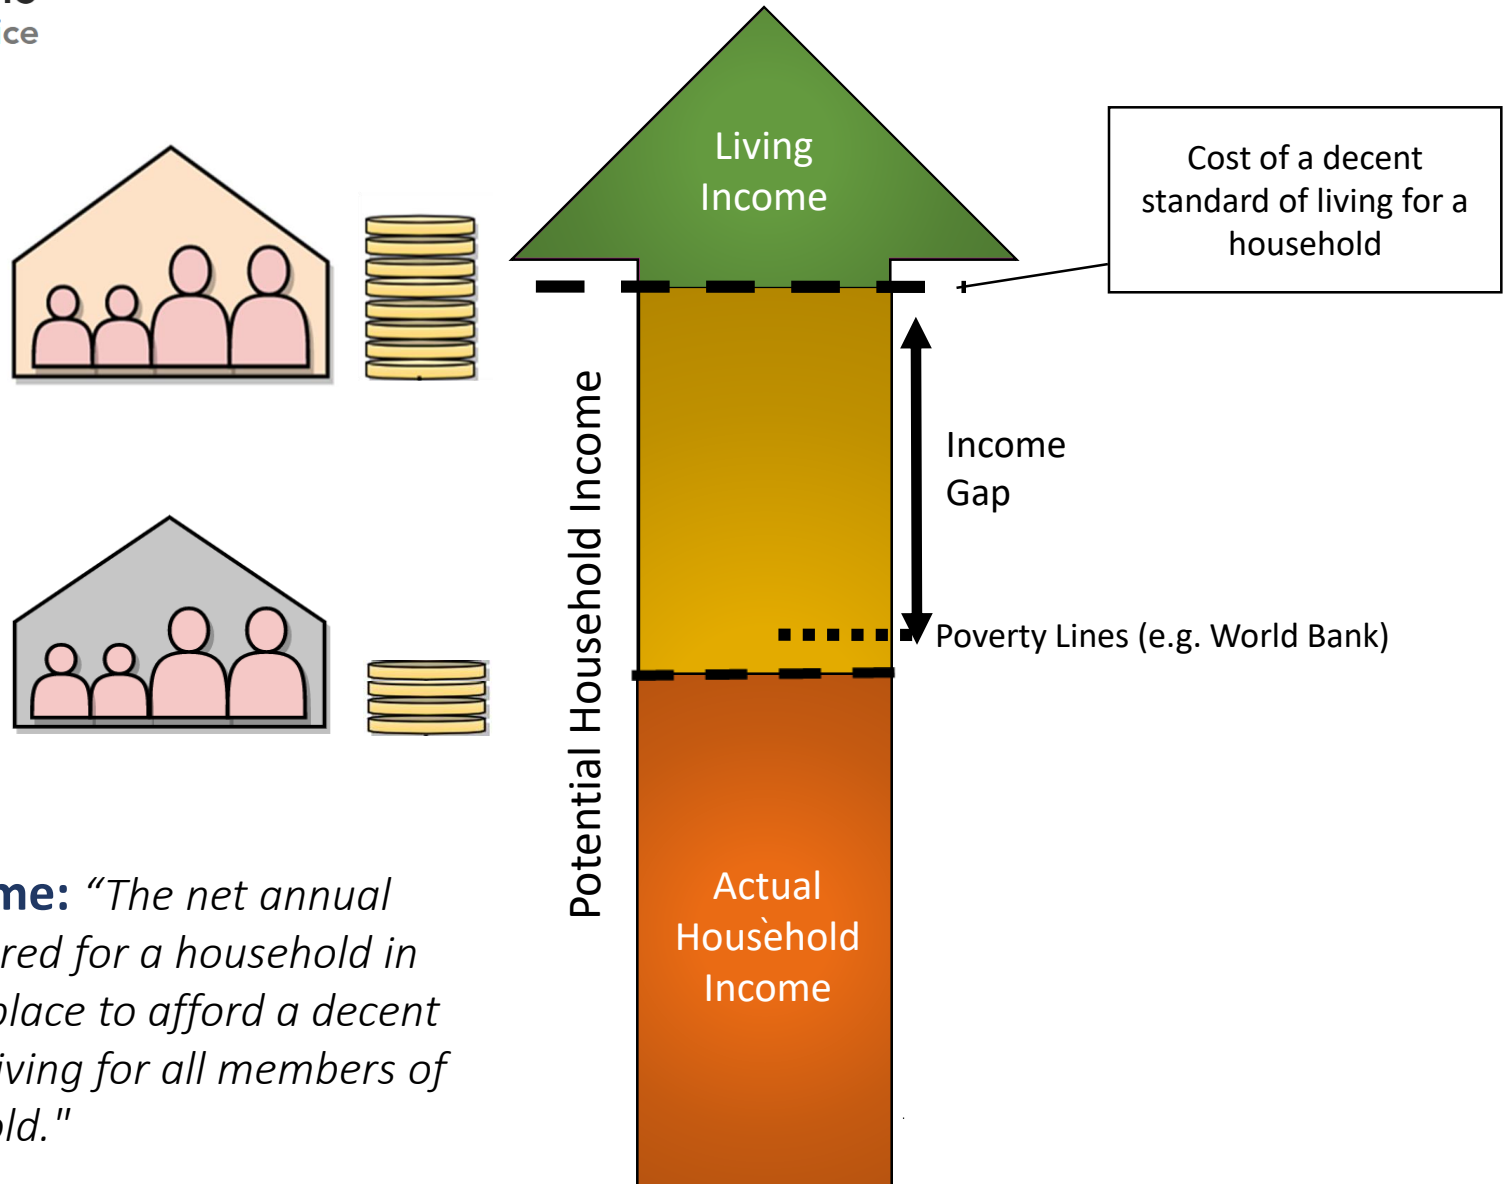 ice
Living
Income
Cost of a decent
standard of living for a
household
Potential Household Income
Income
Gap
Poverty Lines (e.g. World Bank)
Actual
Household
Income
me: “The net annual
red for a household in
place to afford a decent
iving for all members of
old."